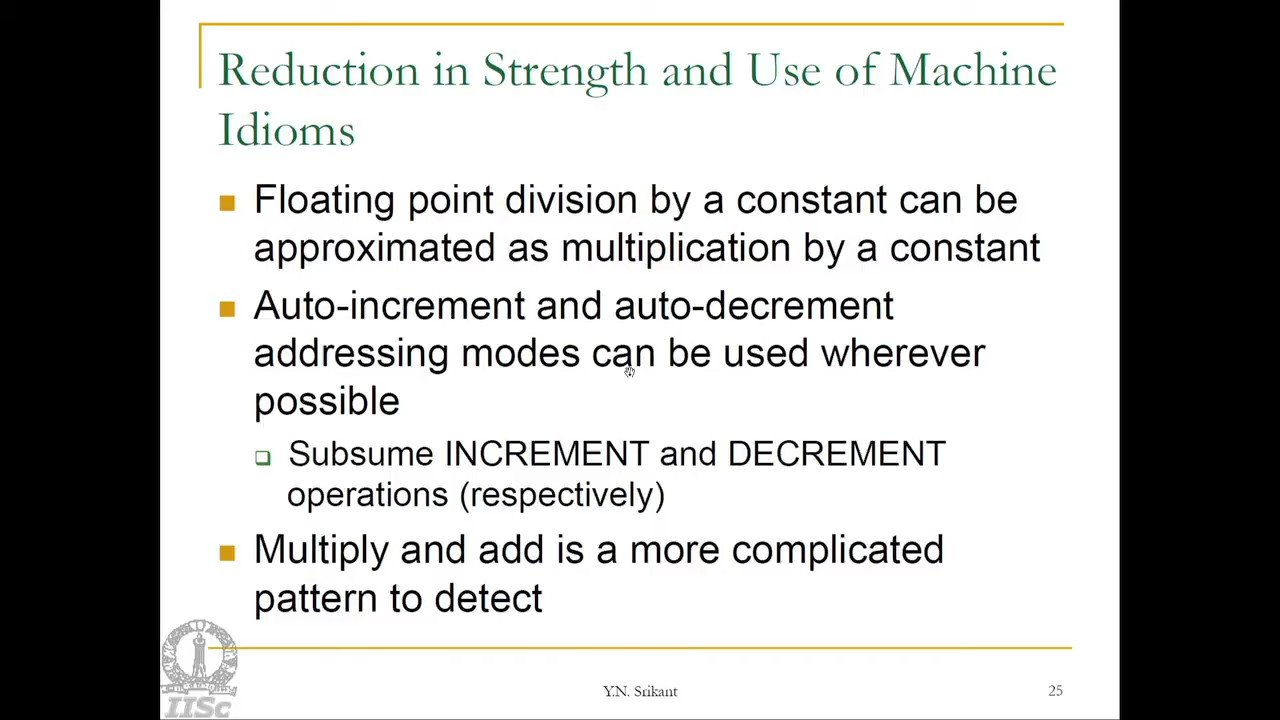 Reduction in Strength and Use of Machine
Idioms
Floating point division by a constant can be
approximated as multiplication by a constant
Auto-increment and auto-decrement
addressing modes can be used wherever
possible
Subsume INCREMENT and DECREMENT
operations (respectively)
Multiply and add is a more complicated
pattern to detect
IISc
Y.N. Srikant
25